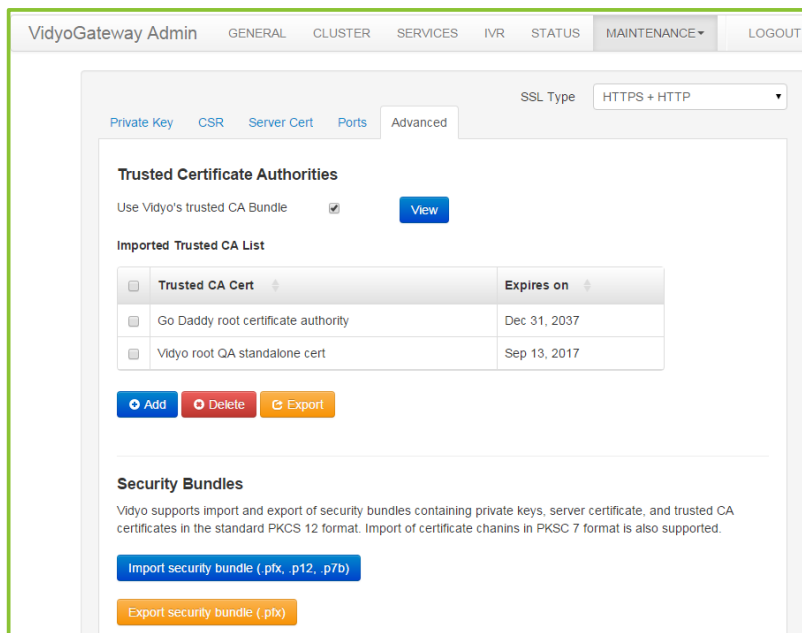 VidyoGateway Admin GENERAL CLUSTER SERVICES IVR STATUS MAINTENANCE LOGOUT
SSL Type HTTPS + HTTP
Private Key CSR Server Cert Ports Advanced
Trusted Certificate Authorities
Use Vidyo's trusted CA Bundle View
Imported Trusted CA List
Trusted CA Cert Expires on
Go Daddy root certificate authority Dec 31, 2037
Vidyo root QA standalone cert Sep 13, 2017
Add Delete Export
Security Bundles
Vidyo supports import and export of security bundles containing private keys, server certificate, and trusted CA
certificates in the standard PKCS 12 format. Import of certificate chanins in PKSC 7 format is also supported.
Import security bundle (.pfx, .p12, .p7b)
Export security bundle (.pfx)